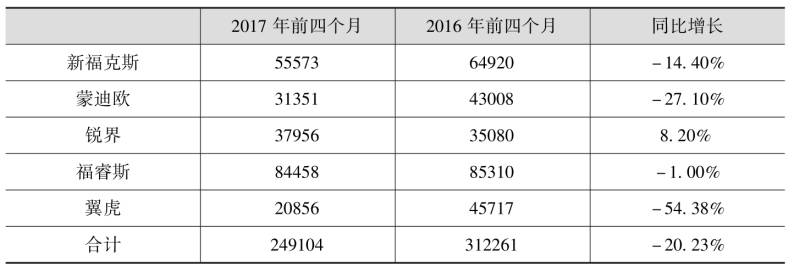 2017 年前四个月 2016 年前四个月 同比增长
新福克斯 55573 64920 -14.40%
蒙迪欧 31351 43008 -27.10%
锐界 37956 35080 8.20%
福睿斯 84458 85310 -1.00%
翼虎 20856 45717 -54.38%
合计 249104 312261 -20.23%